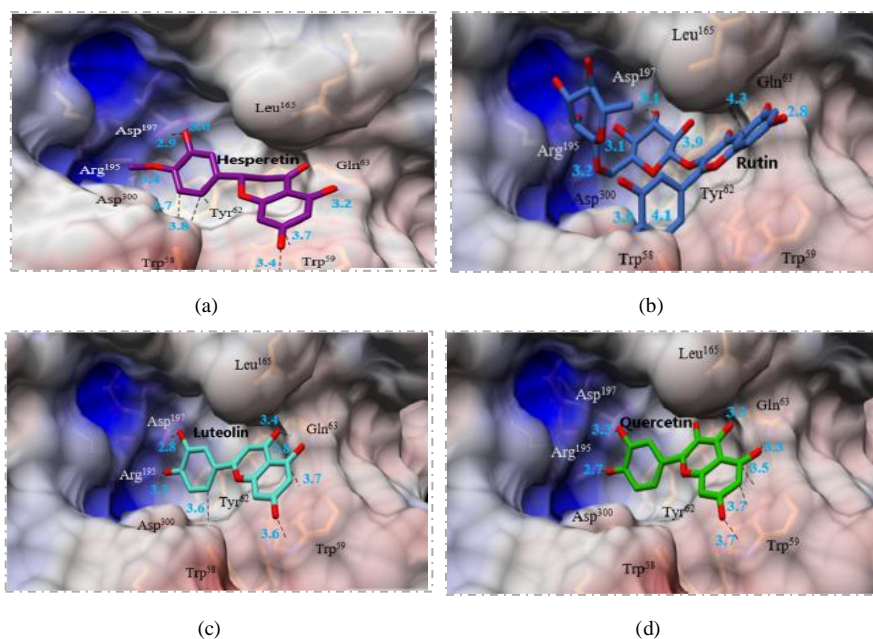 Leu¹⁶⁵
Asp¹⁹⁷
2.9
Hesperetin
Arg¹⁹⁵
Gln⁶³
Asp³⁰⁰
Tyr⁶²
3.2
3.8
3.7
Trp⁵⁸
3.4
Trp⁵⁹
(a)
Leu¹⁶⁵
Asp¹⁹⁷
Gln⁶³
4.3
2.8
3.1
3.9
Arg¹⁹⁵
3.2
Rutin
Asp³⁰⁰
Tyr⁶²
4.1
Trp⁵⁸
Trp⁵⁹
(b)
Leu¹⁶⁵
Asp¹⁹⁷
3.4
Luteolin
Gln⁶³
2.8
Arg¹⁹⁵
3.7
3.6
Tyr⁶²
Asp³⁰⁰
3.6
Trp⁵⁹
Trp⁵⁸
(c)
Leu¹⁶⁵
Asp¹⁹⁷
Gln⁶³
Quercetin
Arg¹⁹⁵
3.5
2.7
Tyr⁶²
3.7
Asp³⁰⁰
3.7
Trp⁵⁹
Trp⁵⁸
(d)